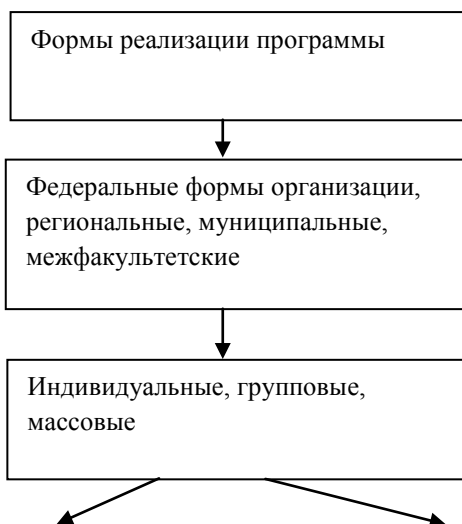 Формы реализации программы
Федеральные формы организации,
региональные, муниципальные,
межфакультетские
Индивидуальные, групповые,
массовые